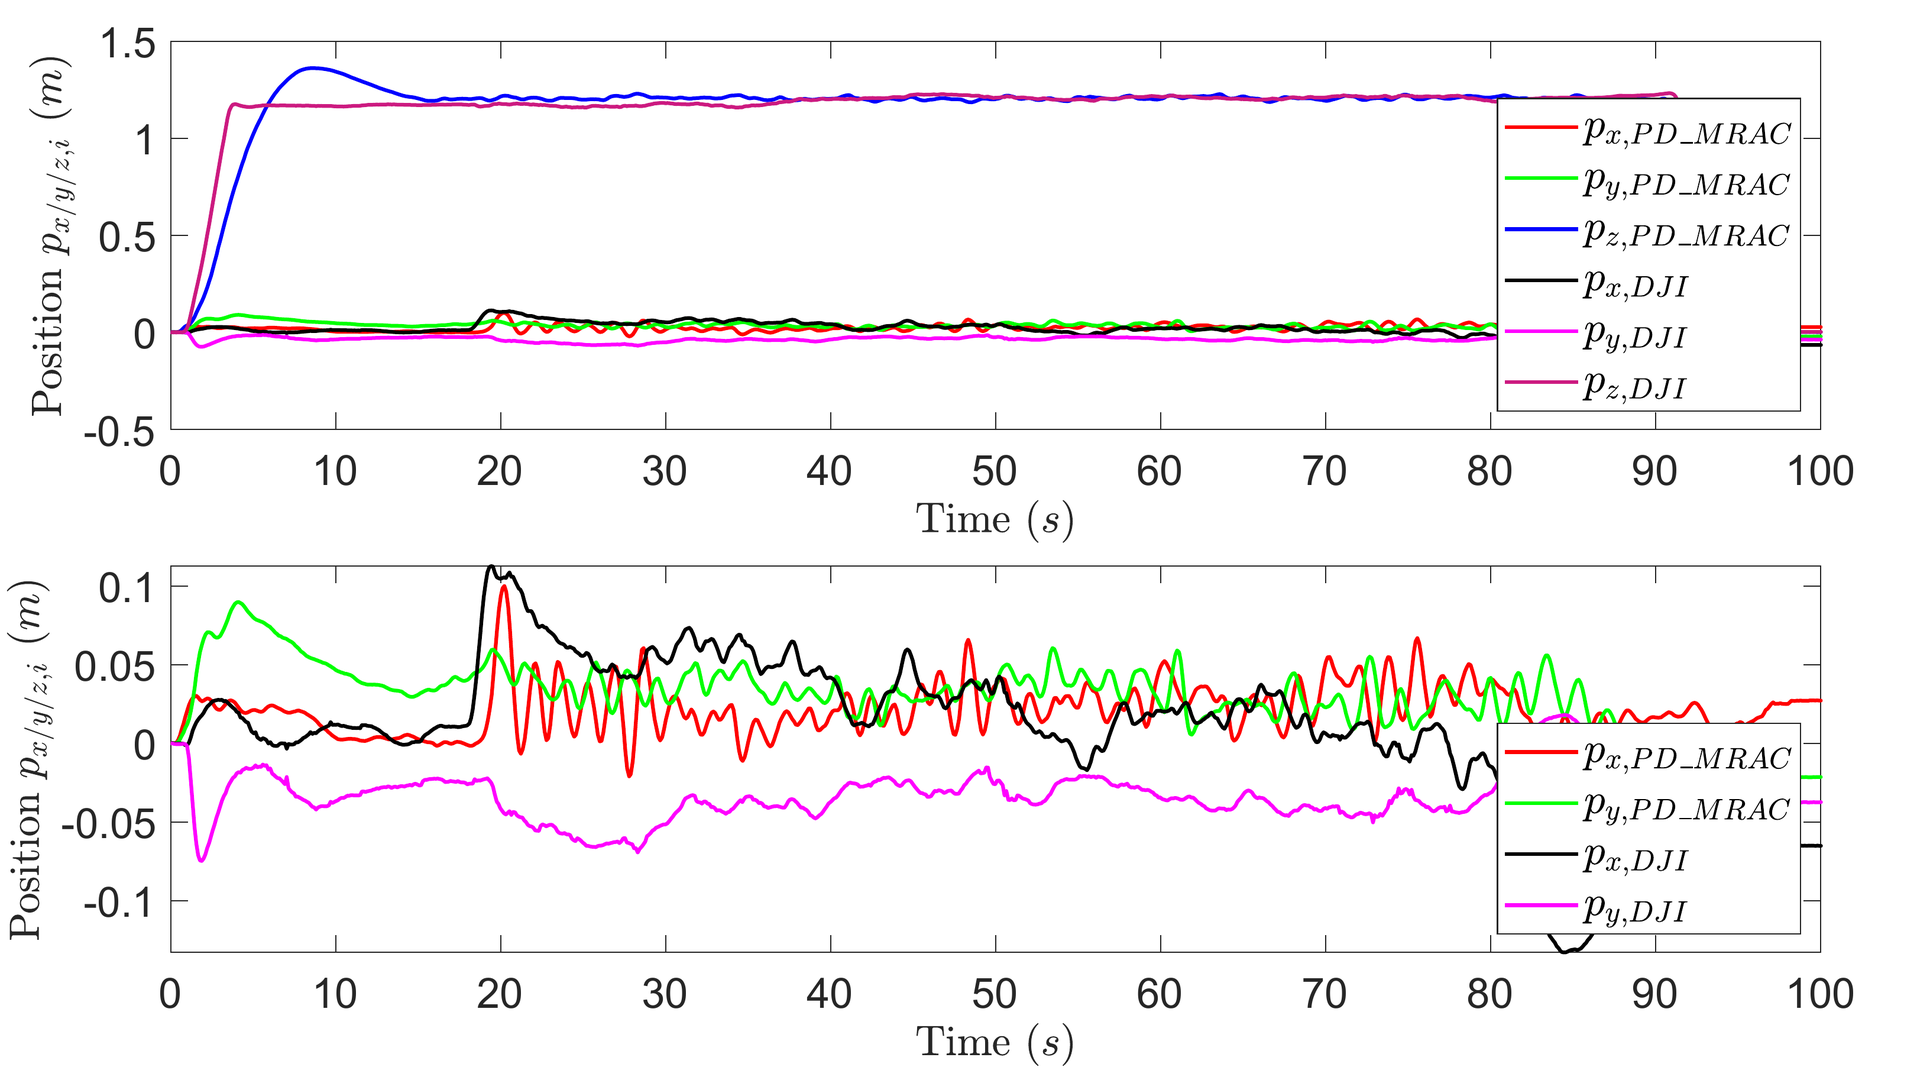 1.5
1
0.5
0
-0.5
Position p_{x/y/z,i} (m)
p_{x,PD_MRAC}
p_{y,PD_MRAC}
p_{z,PD_MRAC}
p_{x,DJI}
p_{y,DJI}
p_{z,DJI}
0 10 20 30 40 50 60 70 80 90 100
Time (s)
0.1
0.05
0
-0.05
-0.1
Position p_{x/y/z,i} (m)
p_{x,PD_MRAC}
p_{y,PD_MRAC}
p_{x,DJI}
p_{y,DJI}
0 10 20 30 40 50 60 70 80 90 100
Time (s)